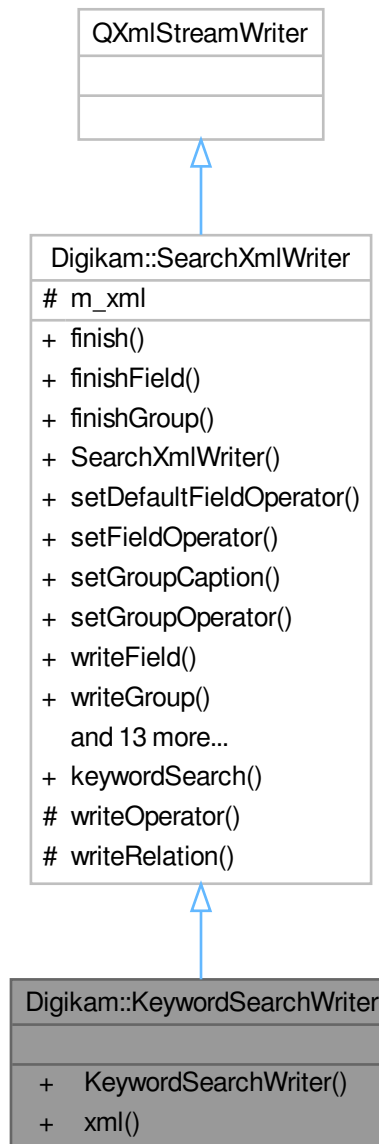 QXmlStreamWriter
Digikam::SearchXmlWriter
# m_xml
+ finish()
+ finishField()
+ finishGroup()
+ SearchXmlWriter()
+ setDefaultFieldOperator()
+ setFieldOperator()
+ setGroupCaption()
+ setGroupOperator()
+ writeField()
+ writeGroup()
and 13 more...
+ keywordSearch()
# writeOperator()
# writeRelation()
Digikam::KeywordSearchWriter
+ KeywordSearchWriter()
+ xml()